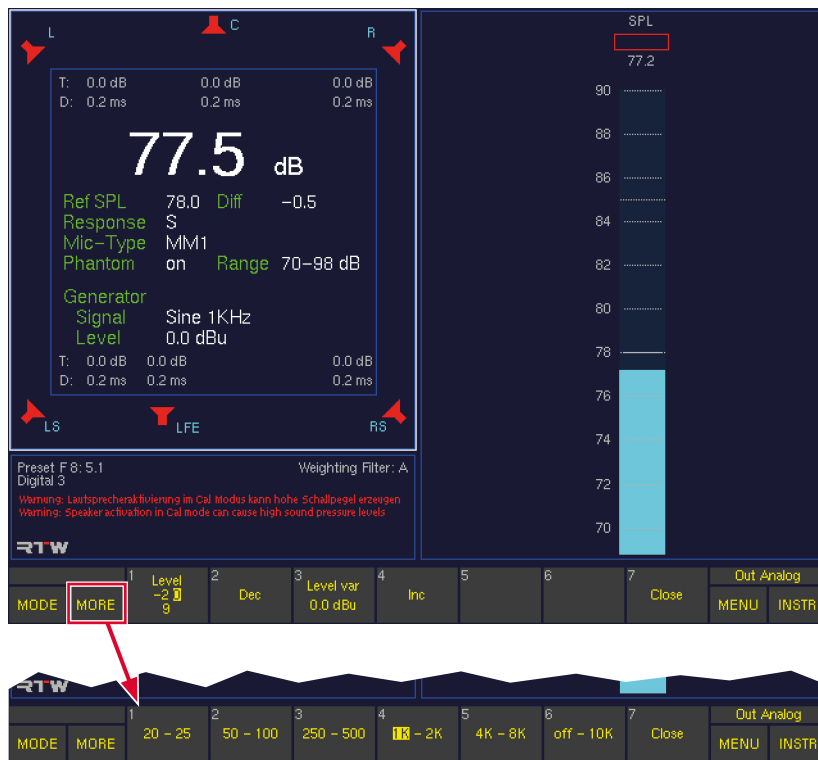 L C R
T: 0.0 dB 0.0 dB 0.0 dB
D: 0.2 ms 0.2 ms 0.2 ms
77.5 dB
Ref SPL 78.0 Diff −0.5
Response S
Mic−Type MM1
Phantom on Range 70−98 dB
Generator
Signal Sine 1KHz
Level 0.0 dBu
T: 0.0 dB 0.0 dB 0.0 dB
D: 0.2 ms 0.2 ms 0.2 ms
LS LFE RS
SPL
77.2
90
88
86
84
82
80
78
76
74
72
70
Preset F 8: 5.1 Weighting Filter: A
Digital 3
Warnung: Lautsprecheraktivierung im Cal Modus kann hohe Schallpegel erzeugen
Warning: Speaker activation in Cal mode can cause high sound pressure levels
RTW
MODE MORE
1 Level −20 9
2 Dec
3 Level var 0.0 dBu
4 Inc
5
6
7 Close
Out Analog
MENU INSTR
RTW
MODE MORE
1 20 − 25
2 50 − 100
3 250 − 500
4 1K − 2K
5 4K − 8K
6 off − 10K
7 Close
Out Analog
MENU INSTR